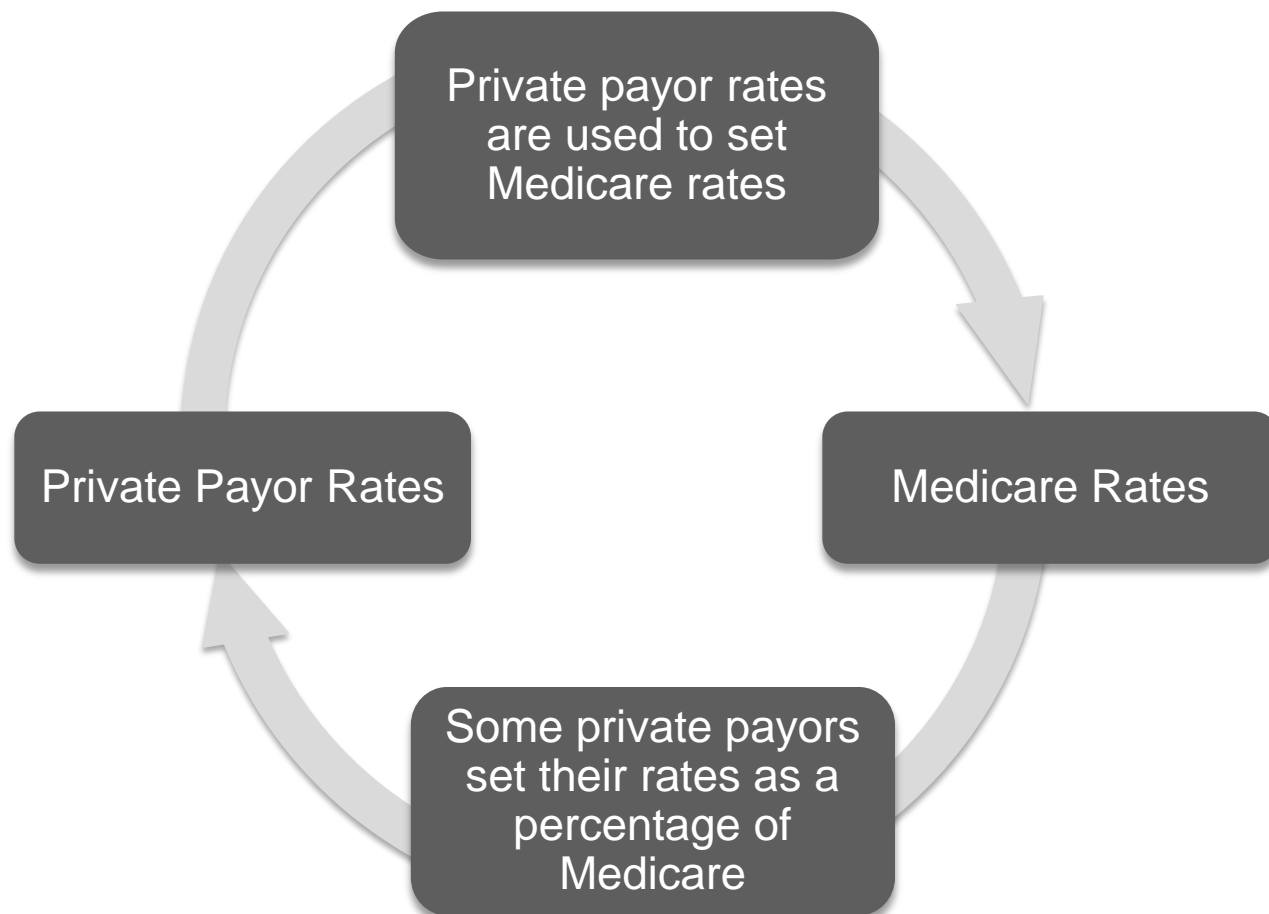 Private payor rates
are used to set
Medicare rates
Private Payor Rates
Medicare Rates
Some private payors
set their rates as a
percentage of
Medicare